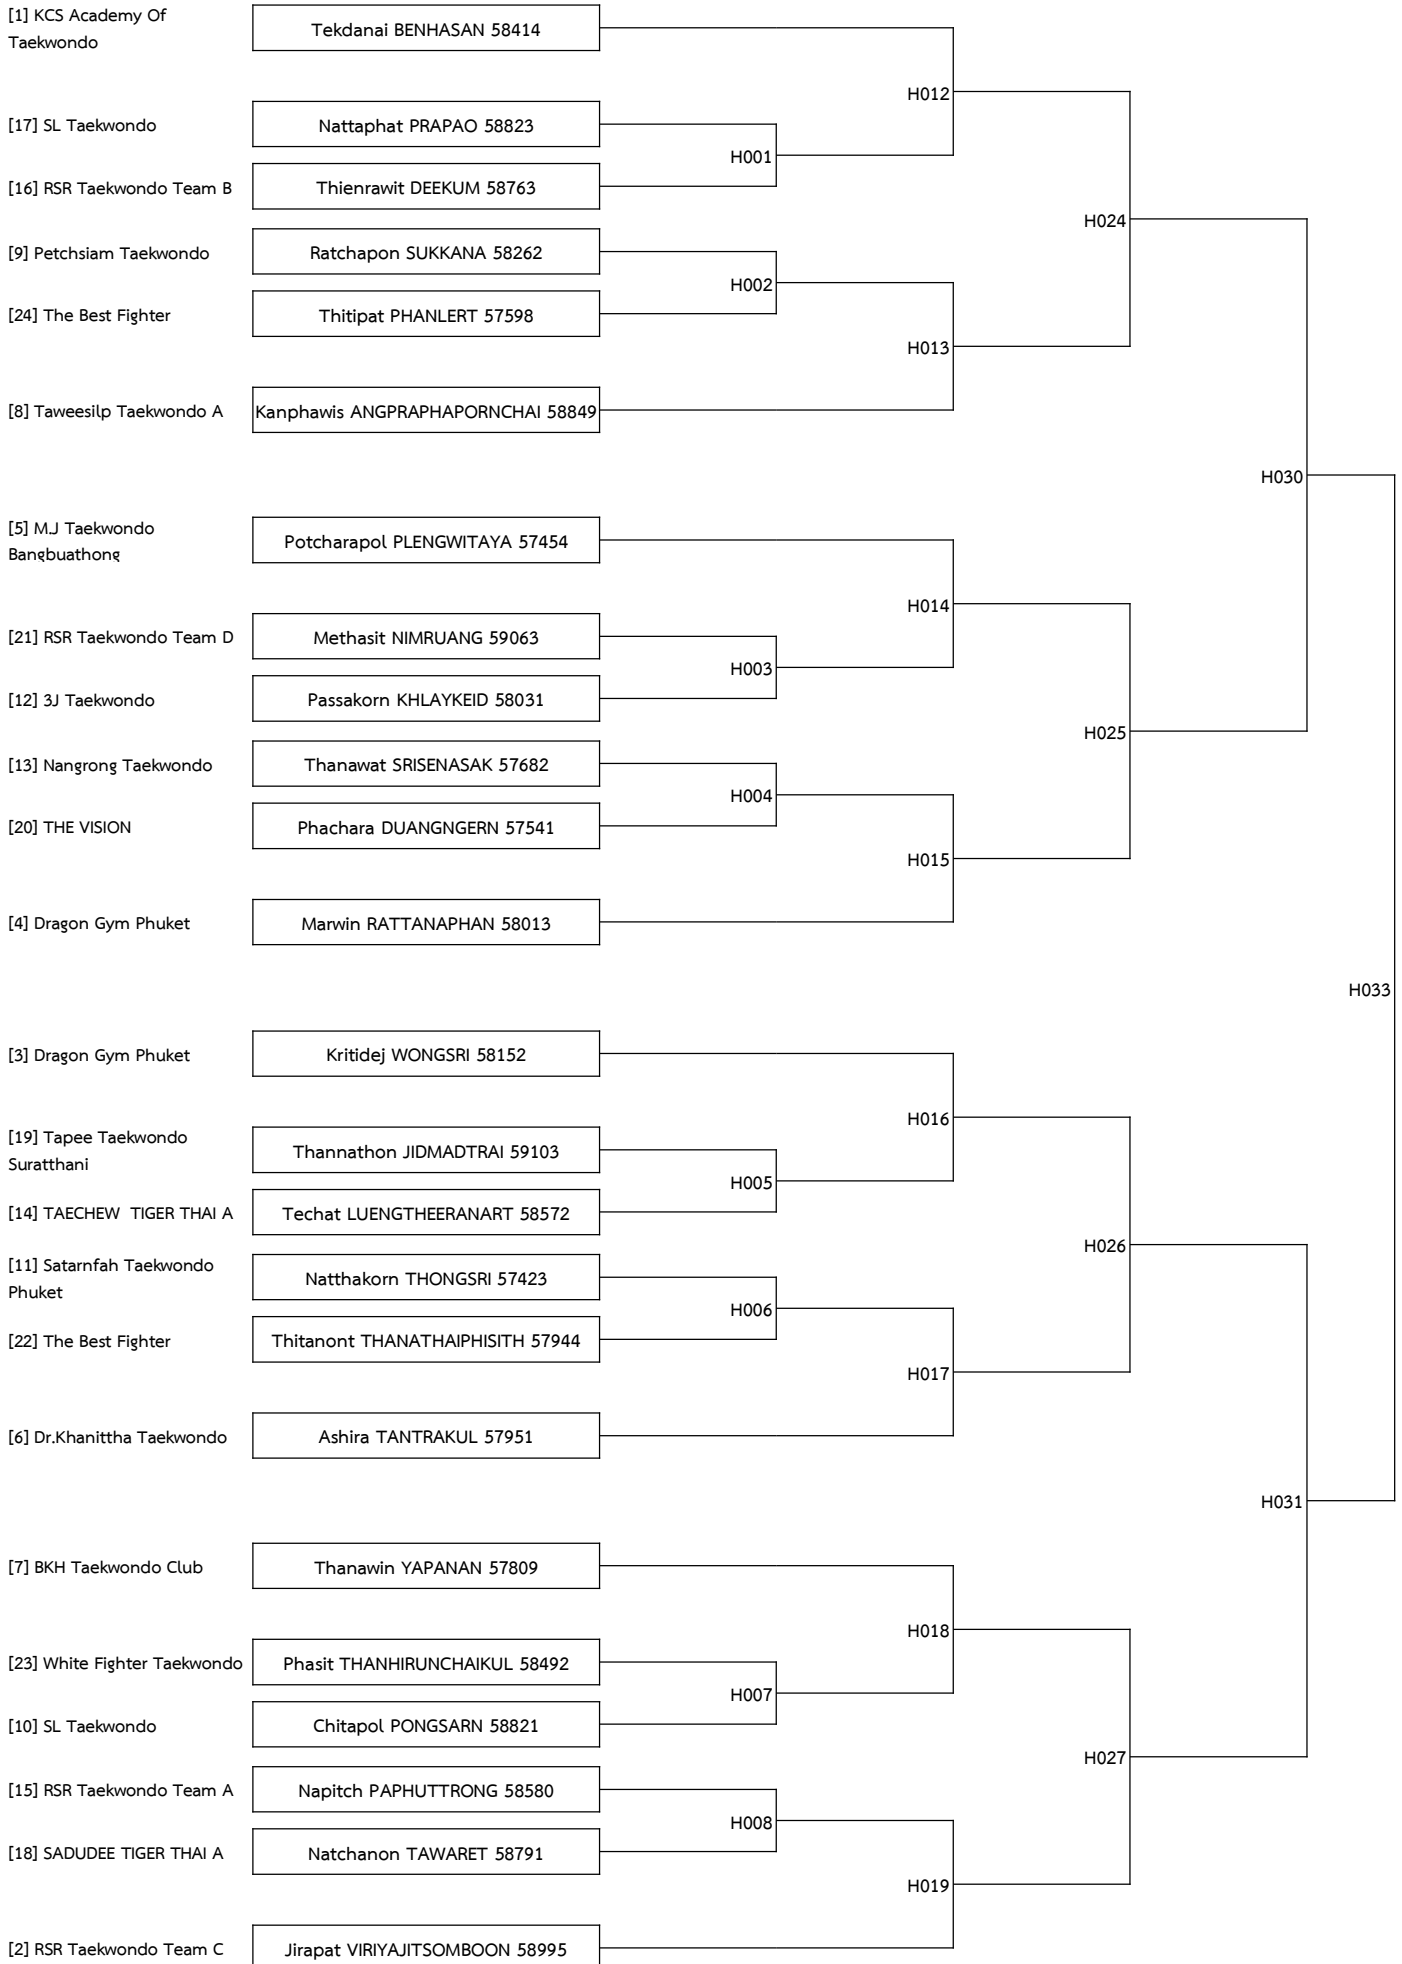 [1] KCS Academy Of
Taekwondo
Tekdanai BENHASAN 58414
H012
[17] SL Taekwondo
Nattaphat PRAPAO 58823
H001
[16] RSR Taekwondo Team B
Thienrawit DEEKUM 58763
H024
[9] Petchsiam Taekwondo
Ratchapon SUKKANA 58262
H002
[24] The Best Fighter
Thitipat PHANLERT 57598
H013
[8] Taweesilp Taekwondo A
Kanphawis ANGPRAPHAPORNCHAI 58849
H030
[5] M.J Taekwondo
Bangbuathong
Potcharapol PLENGWITAYA 57454
H014
[21] RSR Taekwondo Team D
Methasit NIMRUANG 59063
H003
[12] 3J Taekwondo
Passakorn KHLAYKEID 58031
H025
[13] Nangrong Taekwondo
Thanawat SRISENASAK 57682
H004
[20] THE VISION
Phachara DUANGNGERN 57541
H015
[4] Dragon Gym Phuket
Marwin RATTANAPHAN 58013
H033
[3] Dragon Gym Phuket
Kritidej WONGSRI 58152
H016
[19] Tapee Taekwondo
Suratthani
Thannathon JIDMADTRAI 59103
H005
[14] TAECHEW  TIGER THAI A
Techat LUENGTHEERANART 58572
H026
[11] Satarnfah Taekwondo
Phuket
Natthakorn THONGSRI 57423
H006
[22] The Best Fighter
Thitanont THANATHAIPHISITH 57944
H017
[6] Dr.Khanittha Taekwondo
Ashira TANTRAKUL 57951
H031
[7] BKH Taekwondo Club
Thanawin YAPANAN 57809
H018
[23] White Fighter Taekwondo
Phasit THANHIRUNCHAIKUL 58492
H007
[10] SL Taekwondo
Chitapol PONGSARN 58821
H027
[15] RSR Taekwondo Team A
Napitch PAPHUTTRONG 58580
H008
[18] SADUDEE TIGER THAI A
Natchanon TAWARET 58791
H019
[2] RSR Taekwondo Team C
Jirapat VIRIYAJITSOMBOON 58995